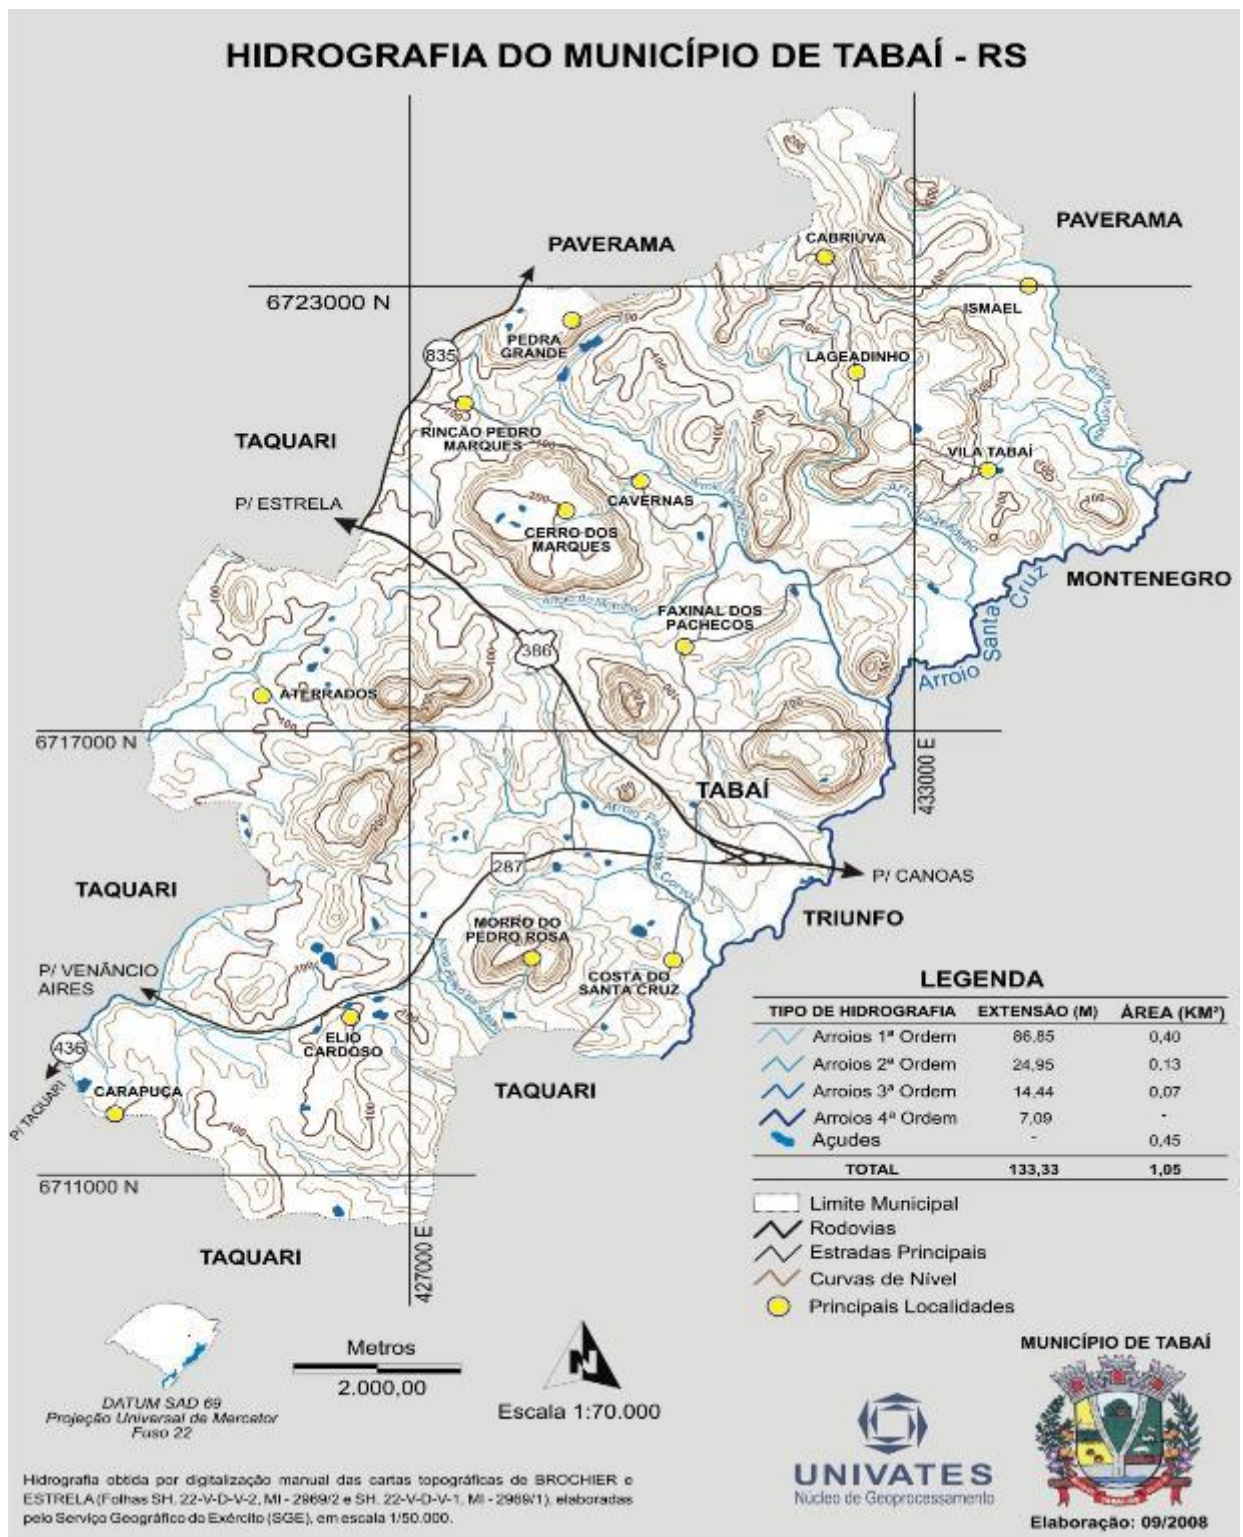 HIDROGRAFIA DO MUNICÍPIO DE TABAÍ - RS
PAVERAMA
PAVERAMA
CABRIÚVA
6723000 N
ISMAEL
PEDRA
GRANDE
835
LAGEADINHO
TAQUARI
RINCÃO PEDRO
MARQUES
VILA TABAÍ
P/ ESTRELA
CAVERNAS
CERRO DOS
MARQUES
200
100
Arroio Lageadinho
MONTENEGRO
Arroio Santa Cruz
FAXINAL DOS
PACHECOS
386
ATERRADOS
6717000 N
433000 E
TABAÍ
287
P/ CANOAS
TAQUARI
TRIUNFO
MORRO DO
PEDRO ROSA
P/ VENÂNCIO
AIRES
COSTA DO
SANTA CRUZ
ELIO
CARDOSO
436
P/ TAQUARI
CARAPUÇA
TAQUARI
6711000 N
427000 E
TAQUARI
LEGENDA
TIPO DE HIDROGRAFIA EXTENSÃO (M) ÁREA (KM²)
Arroios 1ª Ordem 86,85 0,40
Arroios 2ª Ordem 24,95 0,13
Arroios 3ª Ordem 14,44 0,07
Arroios 4ª Ordem 7,09 -
Açudes - 0,45
TOTAL 133,33 1,05
Limite Municipal
Rodovias
Estradas Principais
Curvas de Nível
Principais Localidades
DATUM SAD 69
Projeção Universal de Mercator
Fuso 22
Metros
2.000,00
N
Escala 1:70.000
UNIVATES
Núcleo de Geoprocessamento
MUNICÍPIO DE TABAÍ
Elaboração: 09/2008
Hidrografia obtida por digitalização manual das cartas topográficas de BROCHIER e
ESTRELA (Folhas SH. 22-V-D-V-2, MI - 2969/2 e SH. 22-V-D-V-1, MI - 2969/1), elaboradas
pelo Serviço Geográfico do Exército (SGE), em escala 1/50.000.